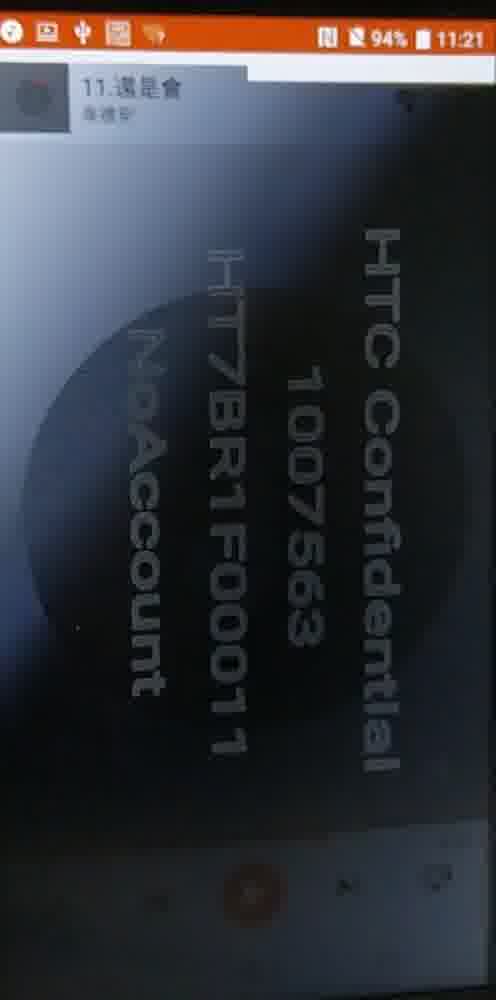 94% 11:21
11.還是會
HTC Confidential
1007563
HT7BR1F00011
NoAccount